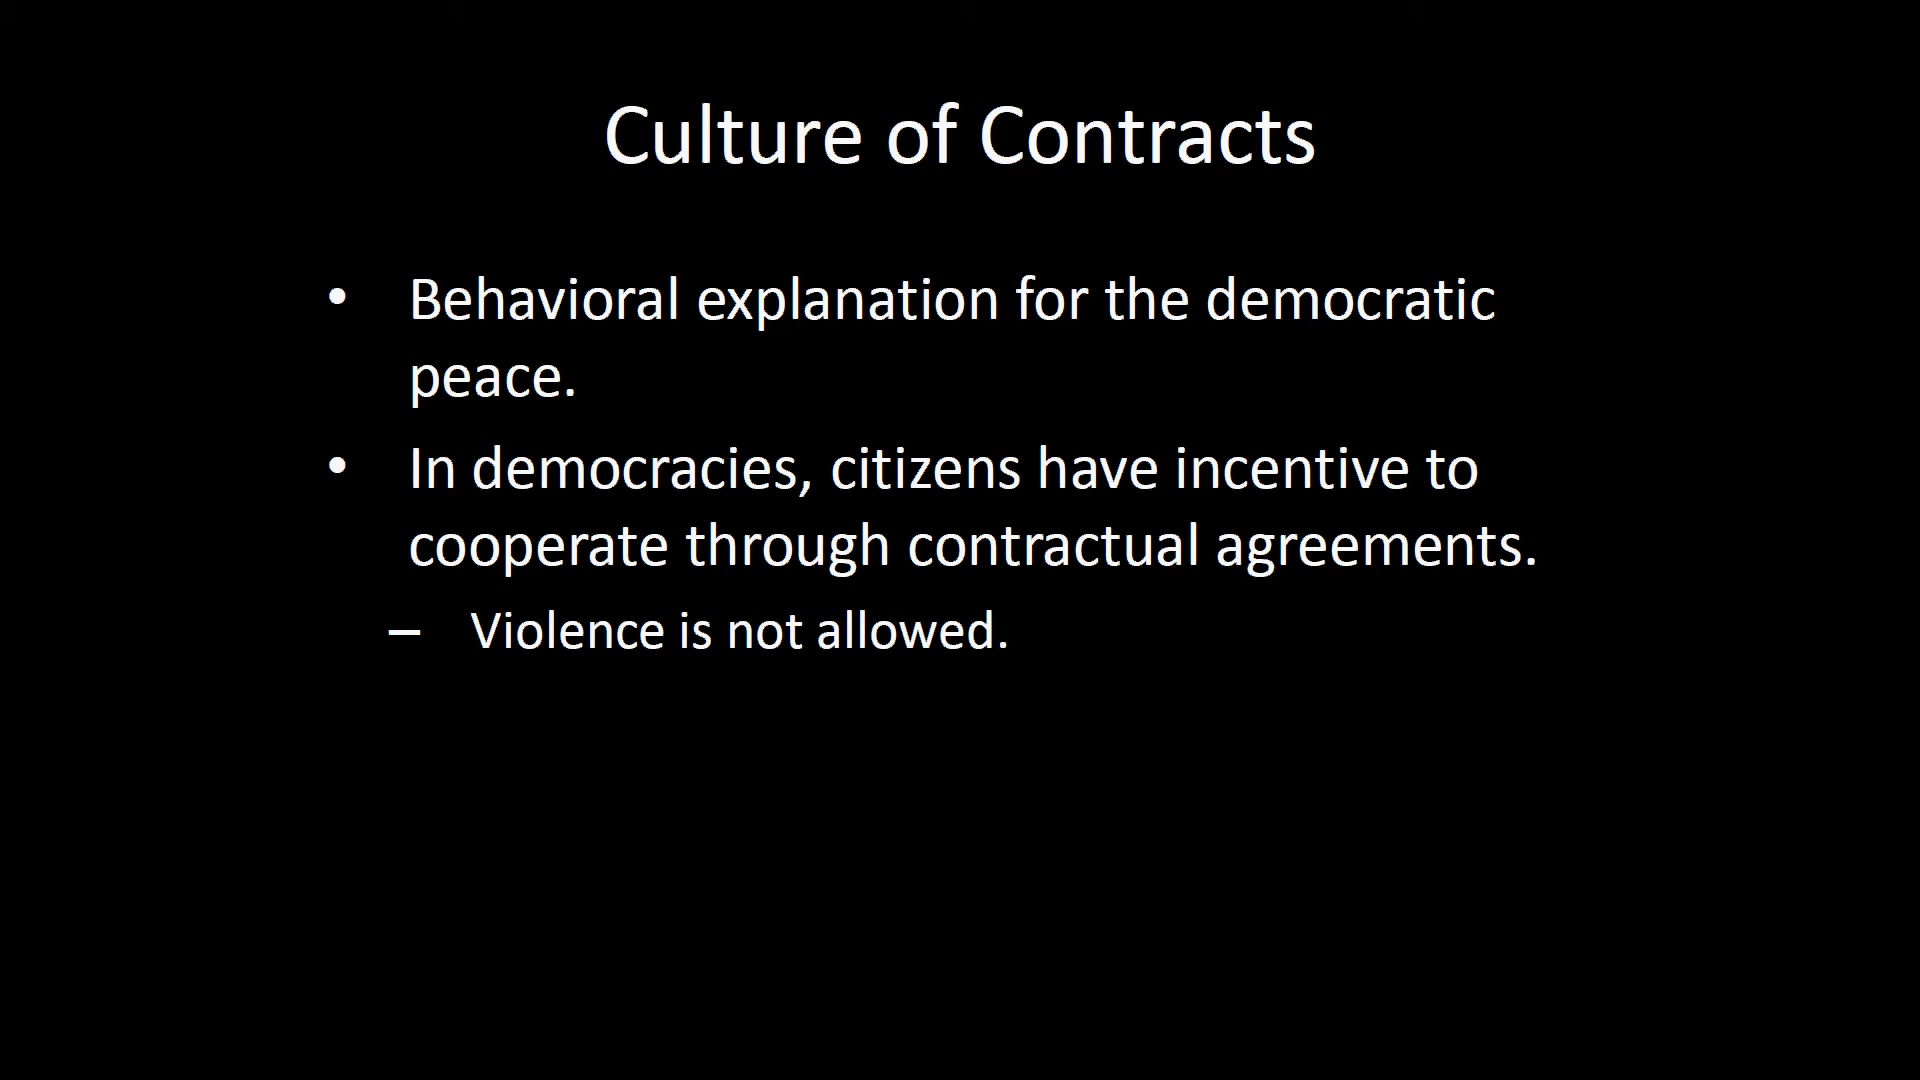 Culture of Contracts
• Behavioral explanation for the democratic
peace.
• In democracies, citizens have incentive to
cooperate through contractual agreements.
– Violence is not allowed.